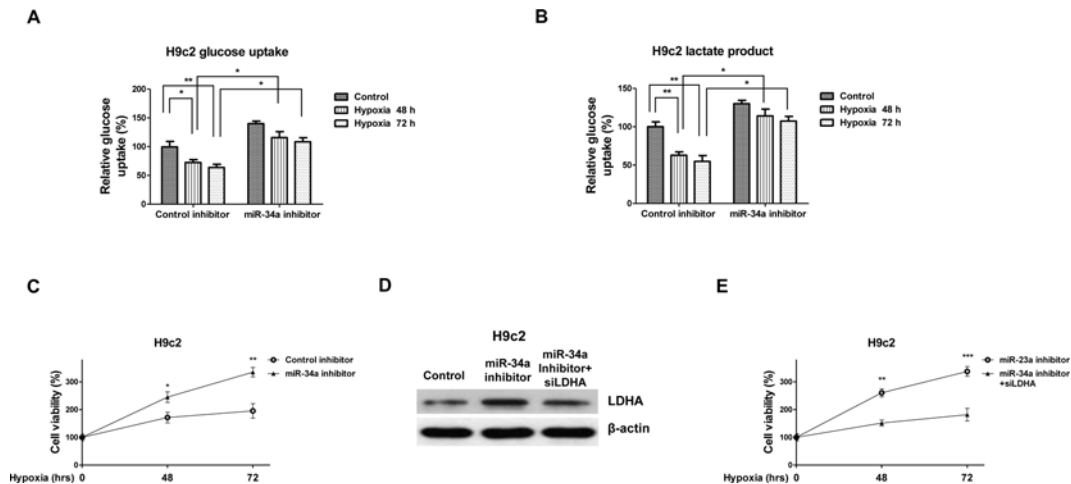 A
H9c2 glucose uptake
Relative glucose
uptake (%)
200
150
100
50
0
**
*
*
*
Control
Hypoxia 48 h
Hypoxia 72 h
Control inhibitor
miR-34a inhibitor
B
H9c2 lactate product
Relative glucose
uptake (%)
150
100
50
0
**
**
*
*
Control
Hypoxia 48 h
Hypoxia 72 h
Control inhibitor
miR-34a inhibitor
C
H9c2
Cell viability (%)
300
200
100
0
*
**
Control inhibitor
miR-34a inhibitor
Hypoxia (hrs) 0 48 72
D
H9c2
Control
miR-34a
inhibitor
miR-34a
Inhibitor+
siLDHA
LDHA
β-actin
E
H9c2
Cell viability (%)
300
200
100
0
**
***
miR-23a inhibitor
miR-34a inhibitor
+siLDHA
Hypoxia (hrs) 0 48 72